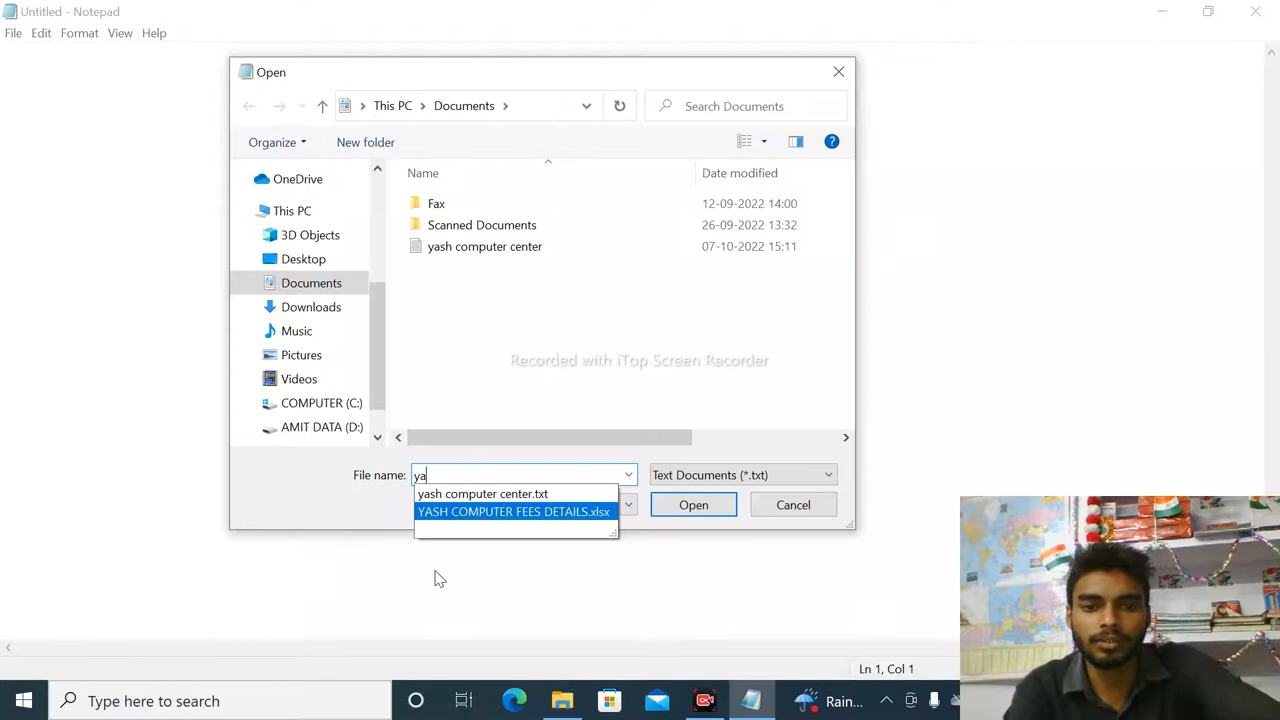 Untitled - Notepad
File Edit Format View Help
Open
This PC Documents
Search Documents
Organize New folder
Name Date modified
OneDrive
This PC
3D Objects
Desktop
Documents
Downloads
Music
Pictures
Videos
COMPUTER (C:)
AMIT DATA (D:)
Fax 12-09-2022 14:00
Scanned Documents 26-09-2022 13:32
yash computer center 07-10-2022 15:11
Recorded with iTop Screen Recorder
File name: ya Text Documents (*.txt)
yash computer center.txt
YASH COMPUTER FEES DETAILS.xlsx
Open Cancel
Ln 1, Col 1
Type here to search
Rain...